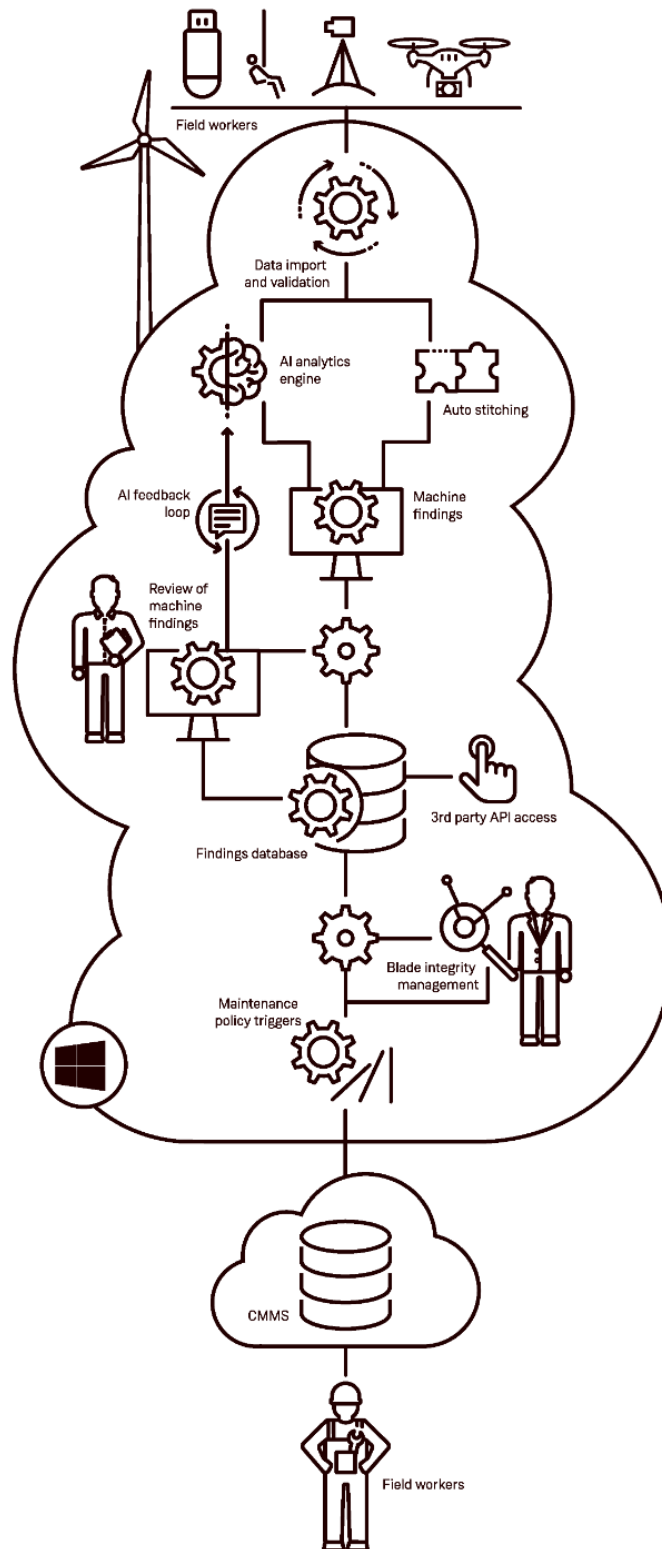 Field workers
Data import
and validation
AI analytics
engine
Auto stitching
AI feedback
loop
Machine
findings
Review of
machine
findings
3rd party API access
Findings database
Blade integrity
management
Maintenance
policy triggers
CMMS
Field workers